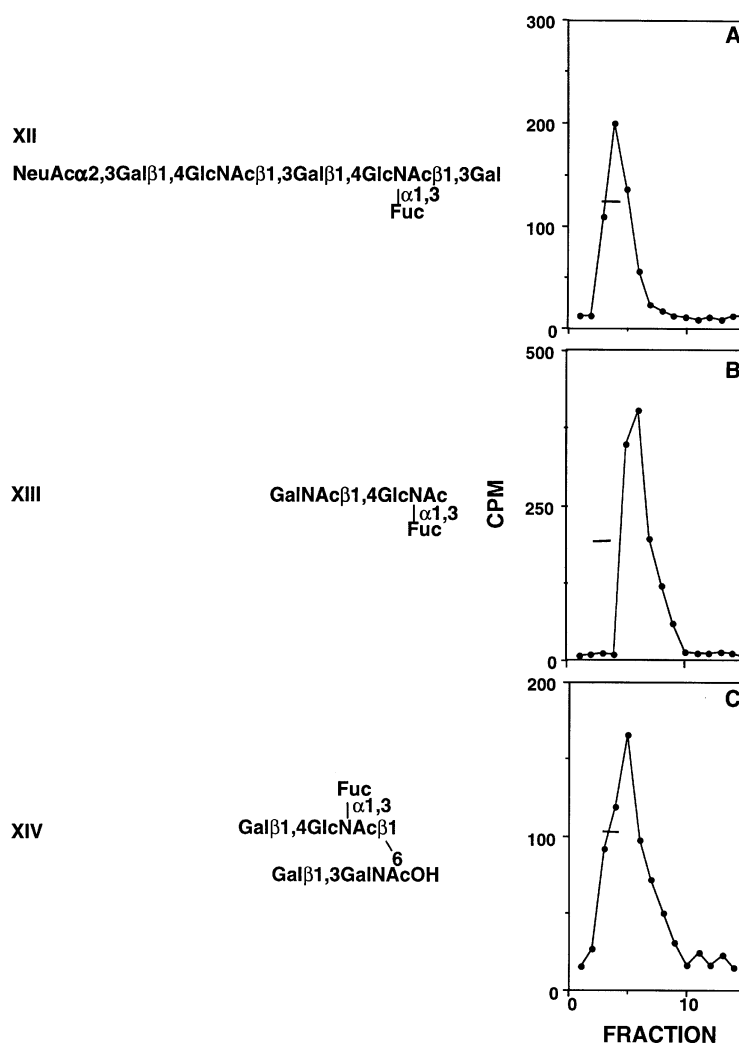 XII
NeuAcα2,3Galβ1,4GlcNAcβ1,3Galβ1,4GlcNAcβ1,3Gal
α1,3
Fuc
A
300
200
100
0
XIII
GalNAcβ1,4GlcNAc
α1,3
Fuc
B
500
250
0
CPM
XIV
Fuc
α1,3
Galβ1,4GlcNAcβ1
6
Galβ1,3GalNAcOH
C
200
100
0
0 10
FRACTION